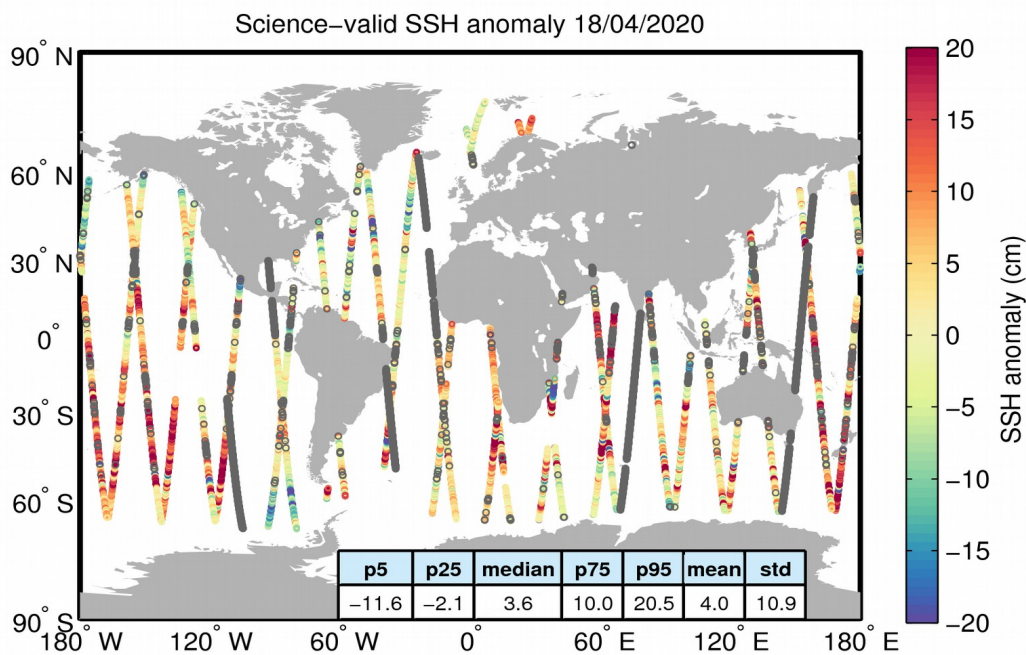 Science−valid SSH anomaly 18/04/2020
90° N
60° N
30° N
0°
30° S
60° S
90° S
180° W
120° W
60° W
0°
60° E
120° E
180° E
p5 p25 median p75 p95 mean std
−11.6 −2.1 3.6 10.0 20.5 4.0 10.9
20
15
10
5
0
−5
−10
−15
−20
SSH anomaly (cm)